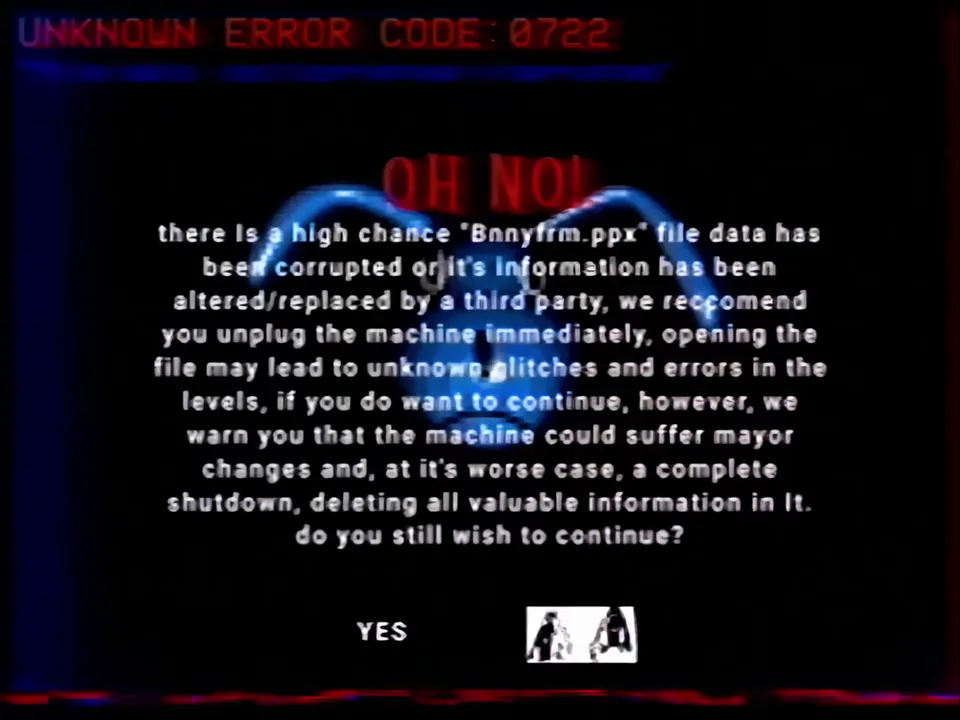 UNKNOWN ERROR CODE:0722
OH NO!
there Is a high chance "Bnnyfrm.ppx" file data has
been corrupted or it's Information has been
altered/replaced by a third party, we reccomend
you unplug the machine immediately, opening the
file may lead to unknown glitches and errors in the
levels, if you do want to continue, however, we
warn you that the machine could suffer mayor
changes and, at it's worse case, a complete
shutdown, deleting all valuable information in It.
do you still wish to continue?
YES